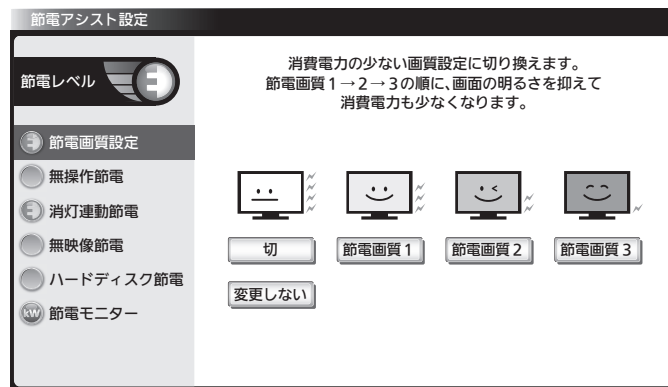 節電アシスト設定
節電レベル E
消費電力の少ない画質設定に切り換えます。
節電画質1→2→3の順に、画面の明るさを抑えて
消費電力も少なくなります。
E 節電画質設定
無操作節電
E 消灯連動節電
無映像節電
ハードディスク節電
kW 節電モニター
切
節電画質1
節電画質2
節電画質3
変更しない